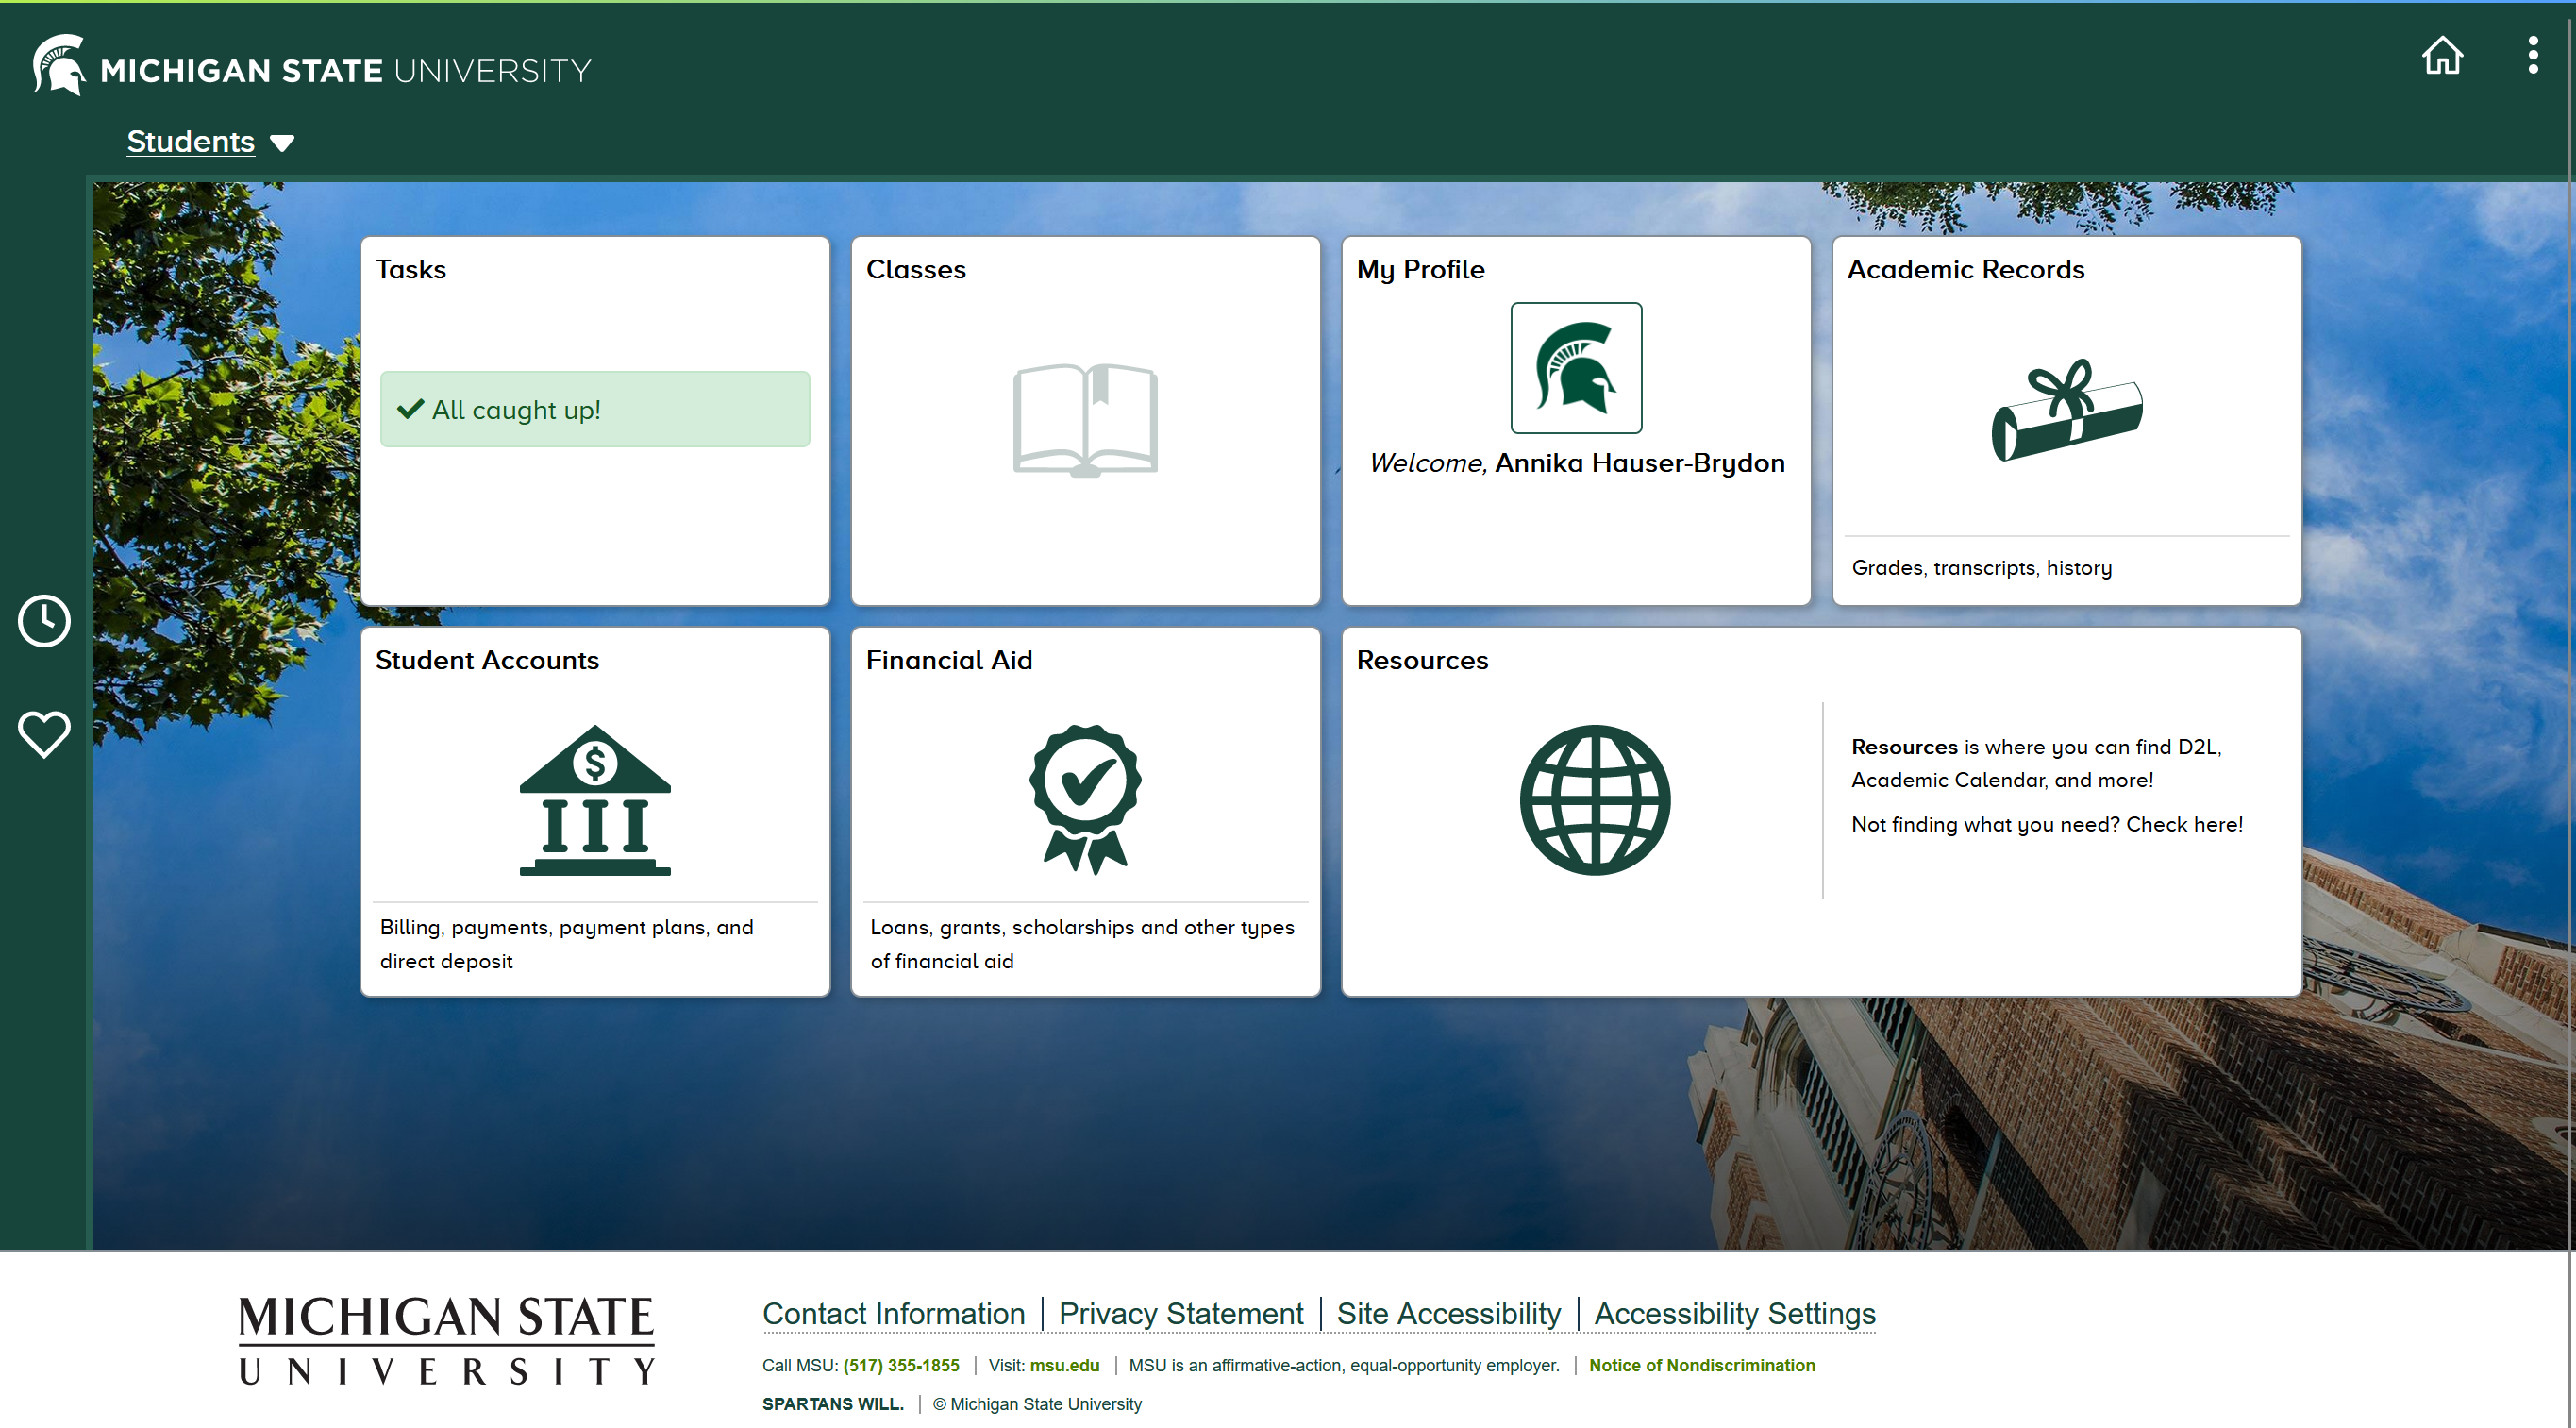 MICHIGAN STATE UNIVERSITY
Students
Tasks
All caught up!
Classes
My Profile
Welcome, Annika Hauser-Brydon
Academic Records
Grades, transcripts, history
Student Accounts
$
Billing, payments, payment plans, and
direct deposit
Financial Aid
Loans, grants, scholarships and other types
of financial aid
Resources
Resources is where you can find D2L,
Academic Calendar, and more!
Not finding what you need? Check here!
MICHIGAN STATE
UNIVERSITY
Contact Information | Privacy Statement | Site Accessibility | Accessibility Settings
Call MSU: (517) 355-1855 | Visit: msu.edu | MSU is an affirmative-action, equal-opportunity employer. | Notice of Nondiscrimination
SPARTANS WILL. | © Michigan State University